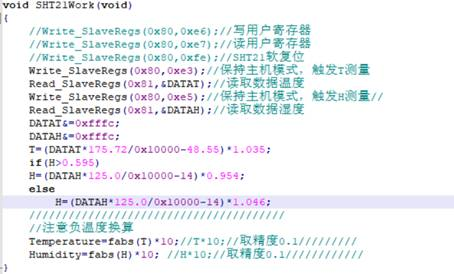 void SHT21Work(void)
{
//Write_SlaveRegs(0x80,0xe6);//写用户寄存器
//Write_SlaveRegs(0x80,0xe7);//读用户寄存器
//Write_SlaveRegs(0x80,0xfe);//SHT21软复位
Write_SlaveRegs(0x80,0xe3);//保持主机模式，触发T测量
Read_SlaveRegs(0x81,&DATAT);//读取数据温度
Write_SlaveRegs(0x80,0xe5);//保持主机模式，触发H测量//
Read_SlaveRegs(0x81,&DATAH);//读取数据湿度
DATAT&=0xfffc;
DATAH&=0xfffc;
T=(DATAT*175.72/0x10000-48.55)*1.035;
if(H>0.595)
H=(DATAH*125.0/0x10000-14)*0.954;
else
H=(DATAH*125.0/0x10000-14)*1.046;
///////////////////////////////////////
//注意负温度换算
Temperature=fabs(T)*10;//T*10;//取精度0.1/////////
Humidity=fabs(H)*10; //H*10;//取精度0.1////////////
}